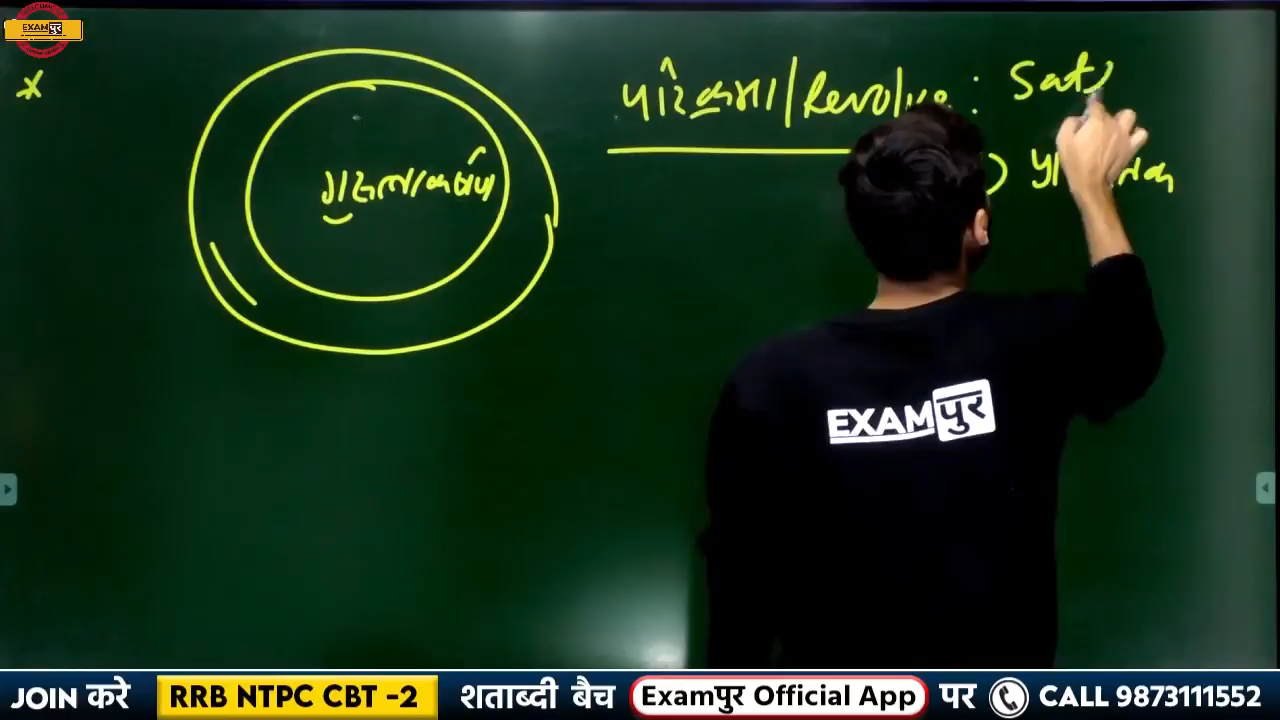 EXAMपुर
परिक्रमा/Revolve : Sat
गुरुत्वाकर्षण
EXAMपुर
JOIN करे RRB NTPC CBT -2 शताब्दी बैच Examपुर Official App पर CALL 9873111552